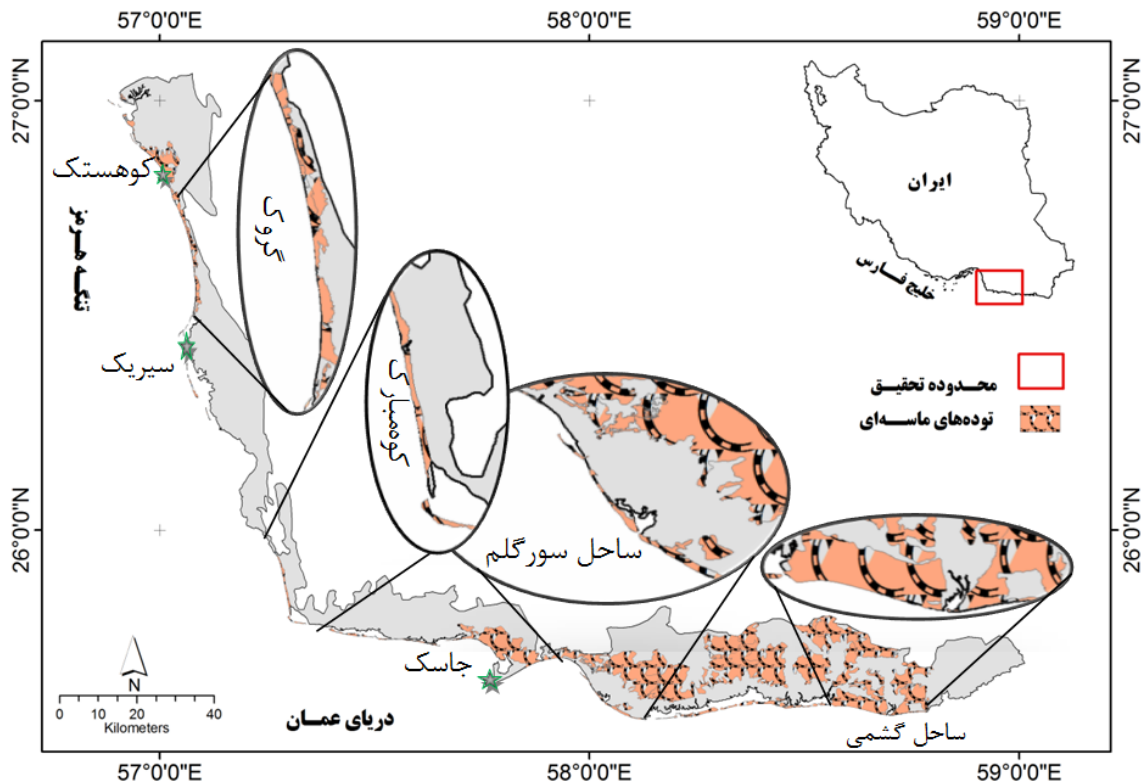 57°0'0"E
58°0'0"E
59°0'0"E
27°0'0"N
27°0'0"N
ایران
خلیج فارس
کوهستک
گروک
تنگه هرمز
سیریک
کوه‌مبارک
محدوده تحقیق
توده‌های ماسه‌ای
26°0'0"N
26°0'0"N
ساحل سورگلم
جاسک
N
0 10 20 40
Kilometers
دریای عمان
ساحل گشمی
57°0'0"E
58°0'0"E
59°0'0"E